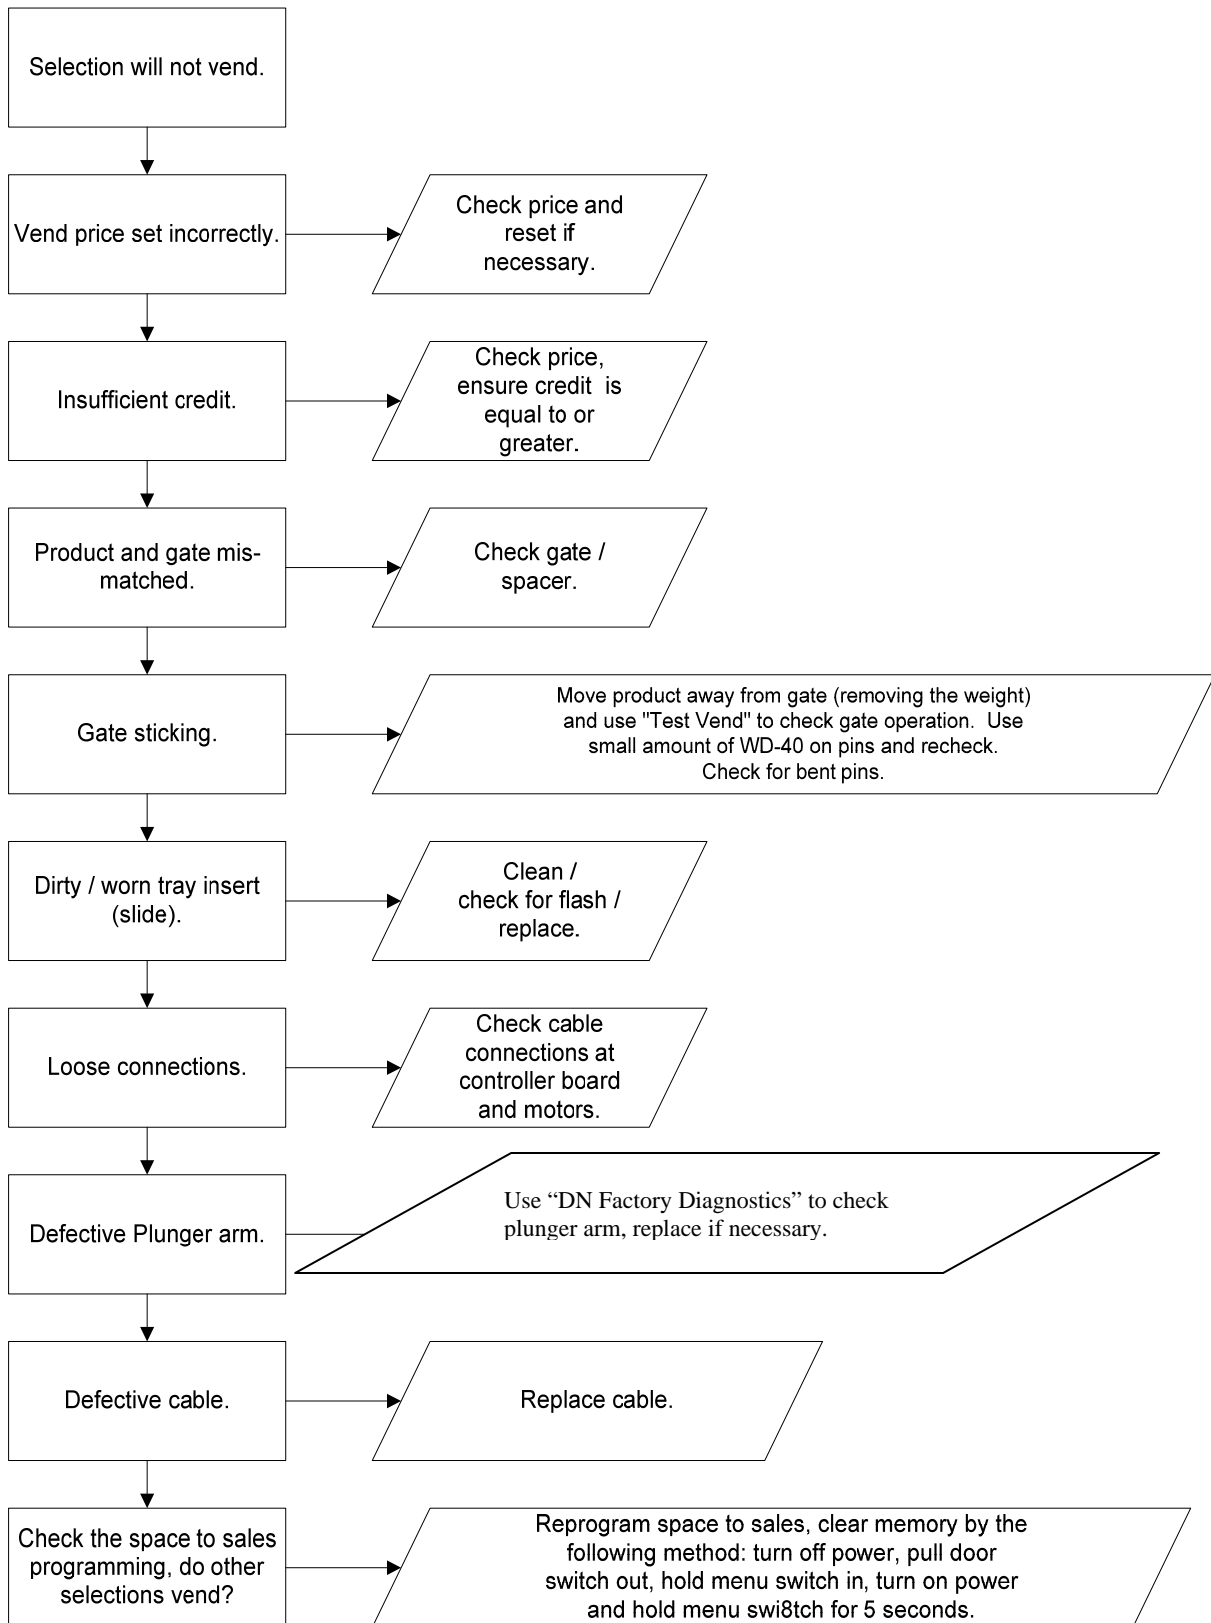 Selection will not vend.
Vend price set incorrectly.
Check price and
reset if
necessary.
Insufficient credit.
Check price,
ensure credit is
equal to or
greater.
Product and gate mis-
matched.
Check gate /
spacer.
Gate sticking.
Move product away from gate (removing the weight)
and use "Test Vend" to check gate operation. Use
small amount of WD-40 on pins and recheck.
Check for bent pins.
Dirty / worn tray insert
(slide).
Clean /
check for flash /
replace.
Loose connections.
Check cable
connections at
controller board
and motors.
Defective Plunger arm.
Use “DN Factory Diagnostics” to check
plunger arm, replace if necessary.
Defective cable.
Replace cable.
Check the space to sales
programming, do other
selections vend?
Reprogram space to sales, clear memory by the
following method: turn off power, pull door
switch out, hold menu switch in, turn on power
and hold menu swi8tch for 5 seconds.